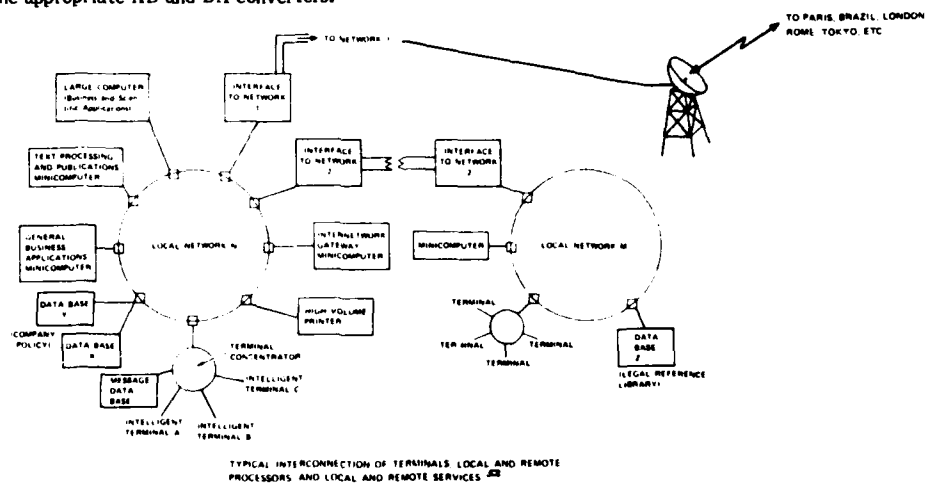 the appropriate AD and DA converters.
TO PARIS, BRAZIL, LONDON
ROME TOKYO, ETC
TO NETWORK 1
LARGE COMPUTER
(Business and Scien
tific Applications)
INTERFACE
TO NETWORK
1
TEXT PROCESSING
AND PUBLICATIONS
MINICOMPUTER
INTERFACE
TO NETWORK
2
INTERFACE
TO NETWORK
2
GENERAL
BUSINESS
APPLICATIONS
MINICOMPUTER
LOCAL NETWORK N
INTERNETWORK
GATEWAY
MINICOMPUTER
MINICOMPUTER
LOCAL NETWORK M
DATA BASE
Y
(COMPANY
POLICY)
DATA BASE
X
HIGH VOLUME
PRINTER
TERMINAL
CONCENTRATOR
MESSAGE
DATA
BASE
INTELLIGENT
TERMINAL C
INTELLIGENT
TERMINAL A
INTELLIGENT
TERMINAL B
TERMINAL
TERMINAL
TERMINAL
TERMINAL
DATA
BASE
Z
(LEGAL REFERENCE
LIBRARY)
TYPICAL INTERCONNECTION OF TERMINALS LOCAL AND REMOTE
PROCESSORS AND LOCAL AND REMOTE SERVICES